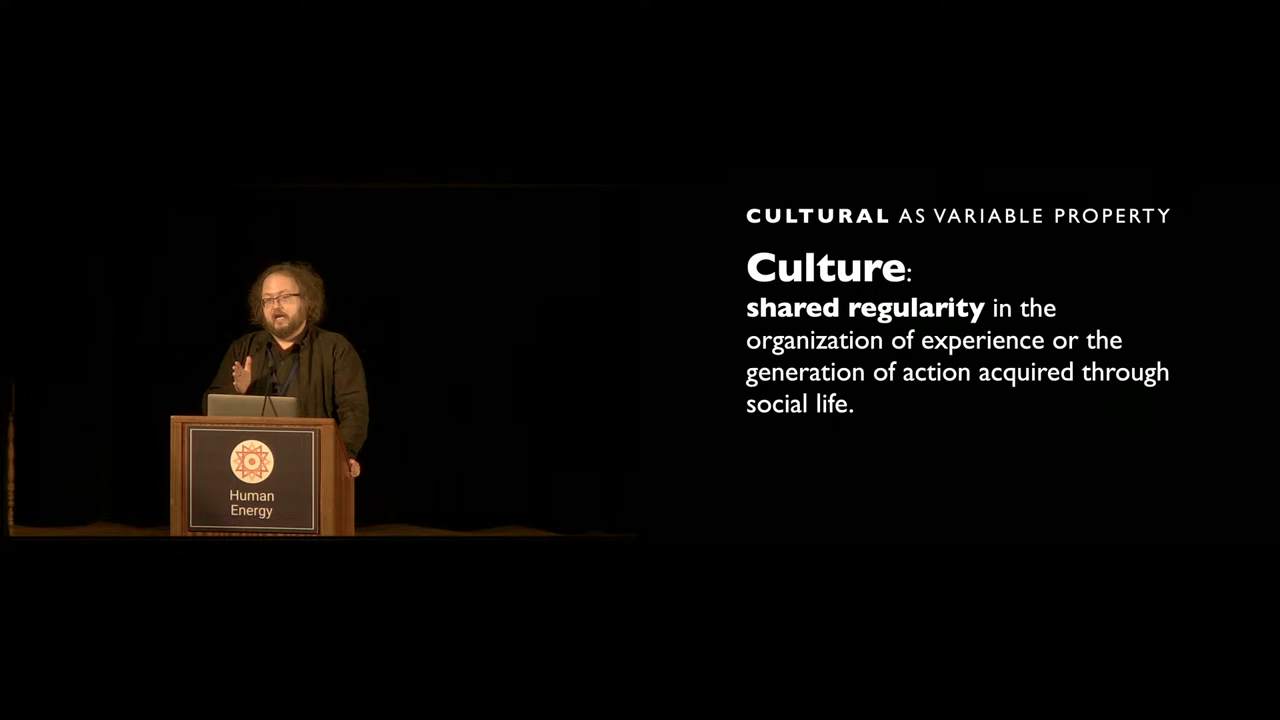 CULTURAL AS VARIABLE PROPERTY
Culture:
shared regularity in the
organization of experience or the
generation of action acquired through
social life.
Human
Energy